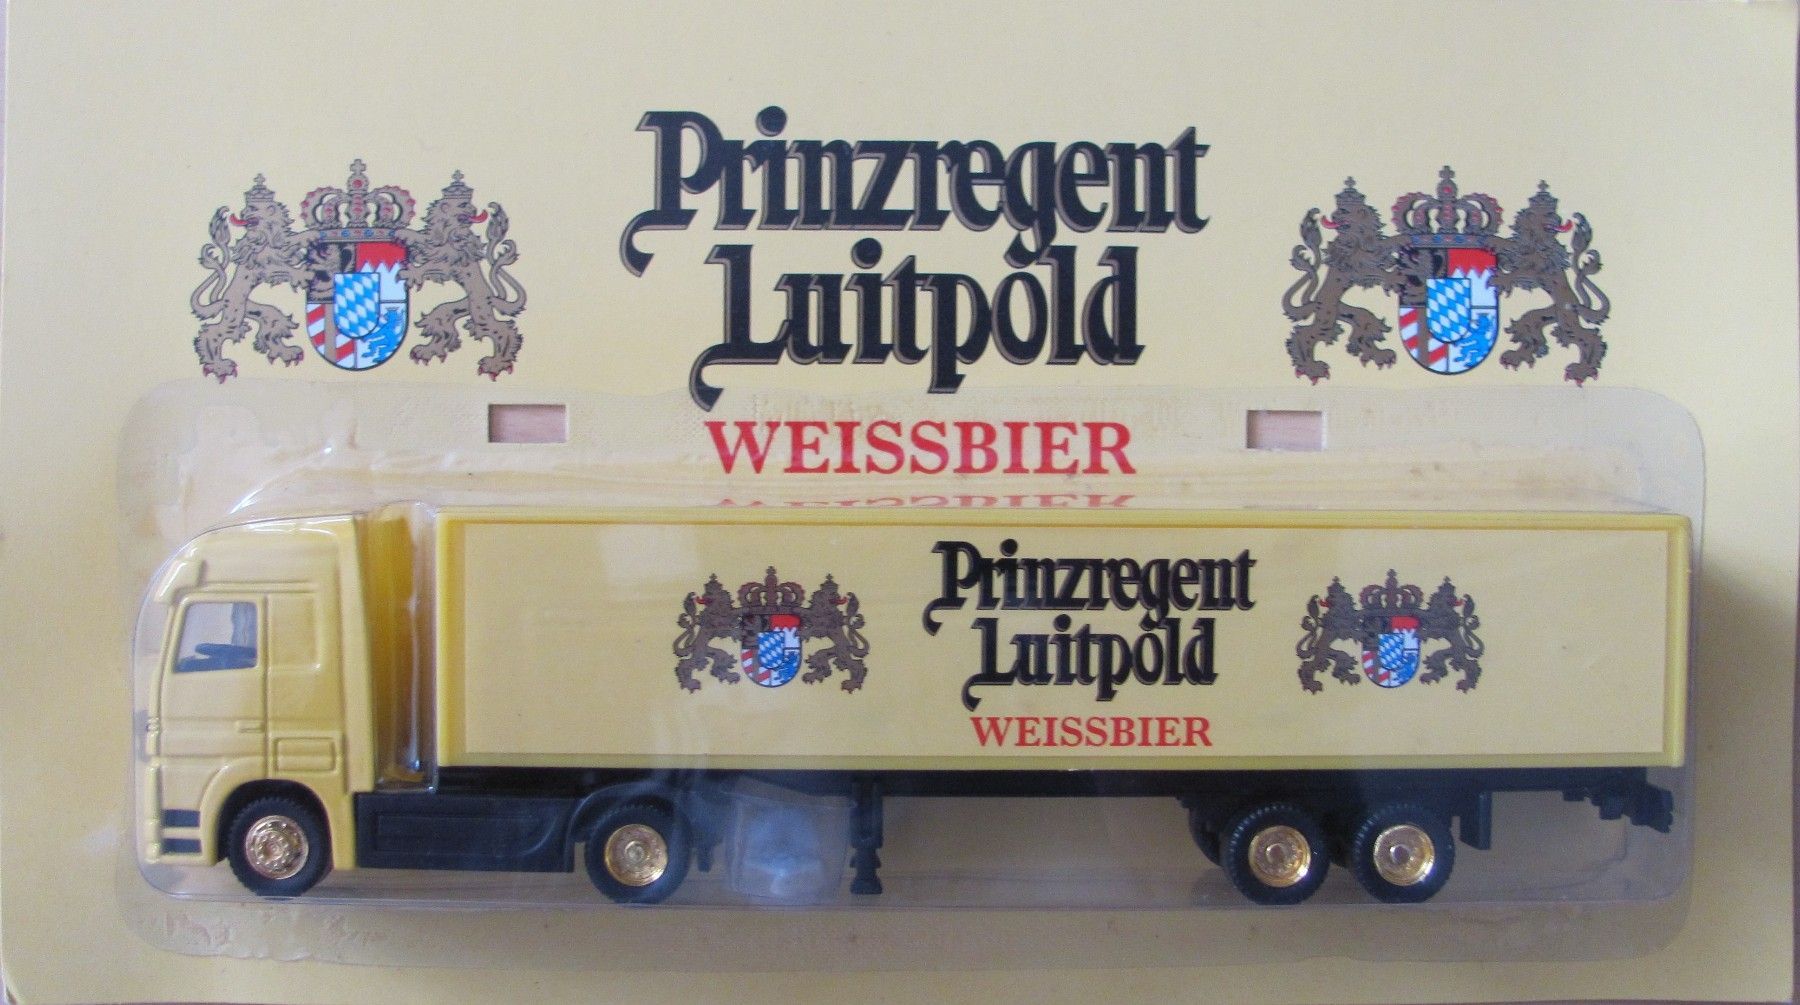 Prinzregent
Luitpold
WEISSBIER
Prinzregent
Luitpold
WEISSBIER